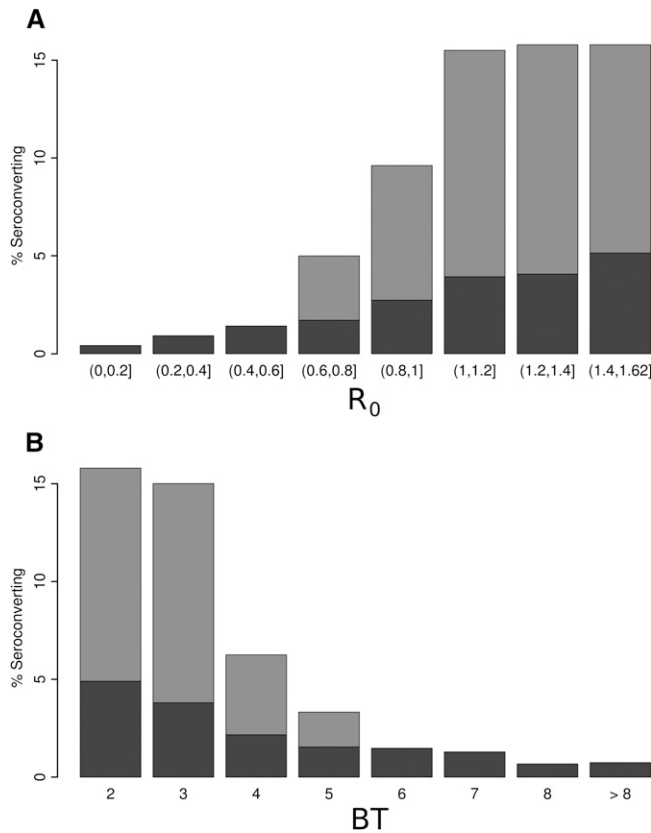 A
% Seroconverting
15
10
5
0
(0,0.2] (0.2,0.4] (0.4,0.6] (0.6,0.8] (0.8,1] (1,1.2] (1.2,1.4] (1.4,1.62]
R₀
B
% Seroconverting
15
10
5
0
2 3 4 5 6 7 8 > 8
BT